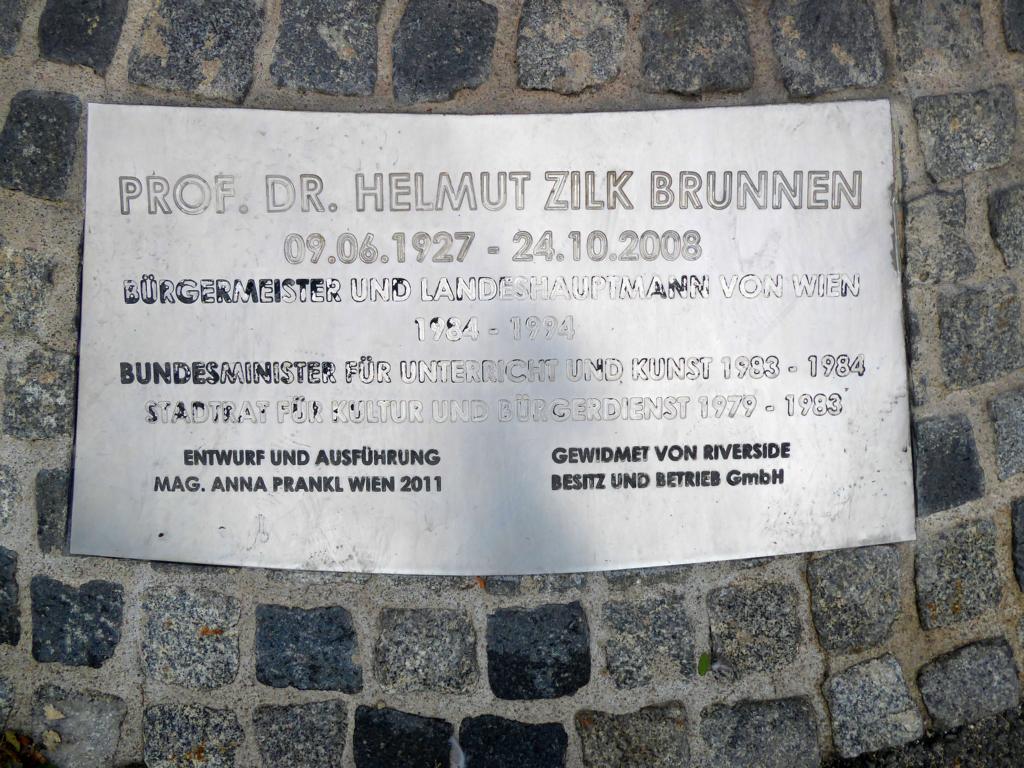 PROF. DR. HELMUT ZILK BRUNNEN
09.06.1927 - 24.10.2008
BÜRGERMEISTER UND LANDESHAUPTMANN VON WIEN
1984 - 1994
BUNDESMINISTER FÜR UNTERRICHT UND KUNST 1983 - 1984
STADTRAT FÜR KULTUR UND BÜRGERDIENST 1979 - 1983
ENTWURF UND AUSFÜHRUNG
MAG. ANNA PRANKL WIEN 2011
GEWIDMET VON RIVERSIDE
BESITZ UND BETRIEB GmbH